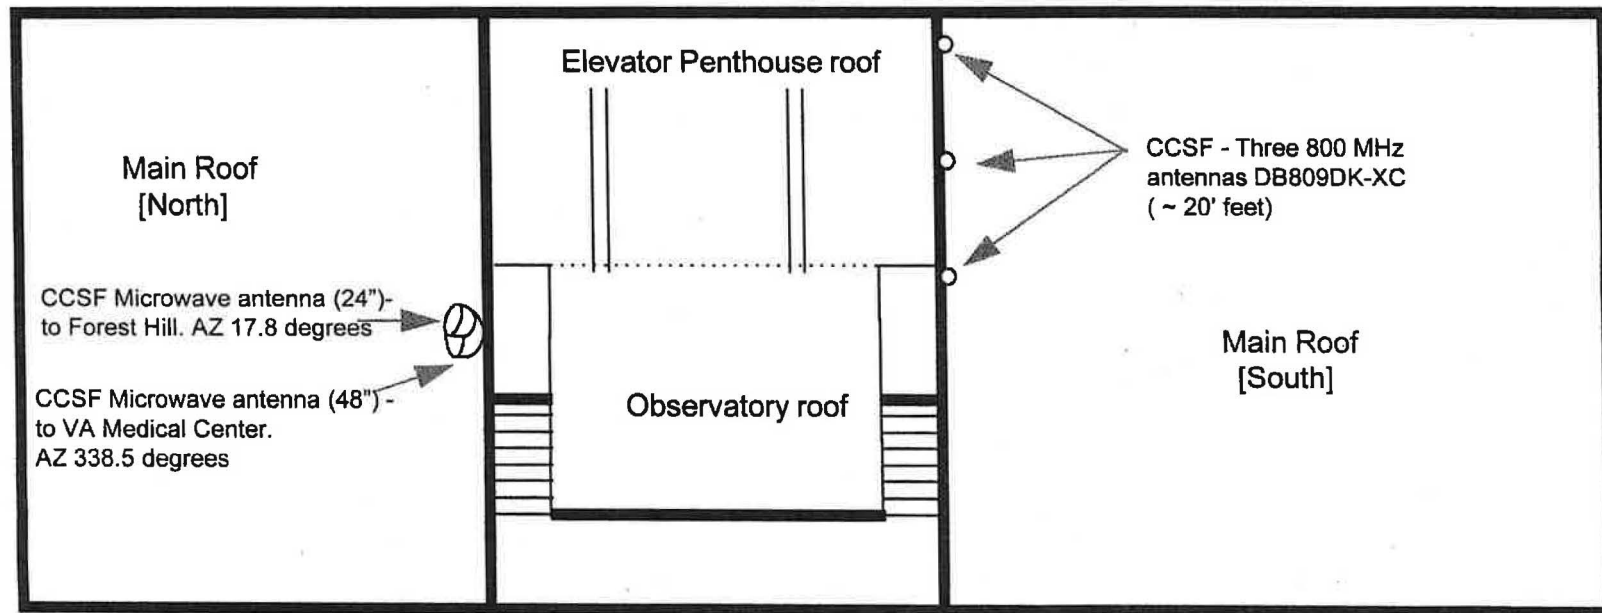 Elevator Penthouse roof
Main Roof
[North]
CCSF - Three 800 MHz
antennas DB809DK-XC
( ~ 20' feet)
CCSF Microwave antenna (24")-
to Forest Hill. AZ 17.8 degrees
CCSF Microwave antenna (48") -
to VA Medical Center.
AZ 338.5 degrees
Observatory roof
Main Roof
[South]